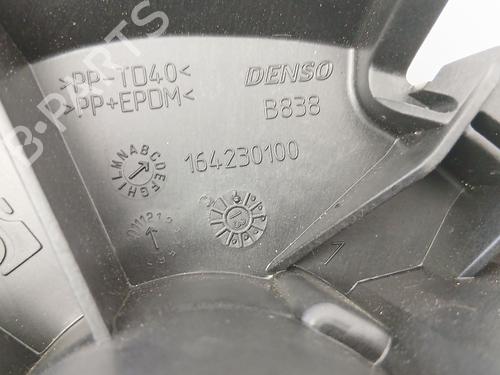 >PP-TD40<
>PP+EPDM<
DENSO
B838
164230100
B-PARTS